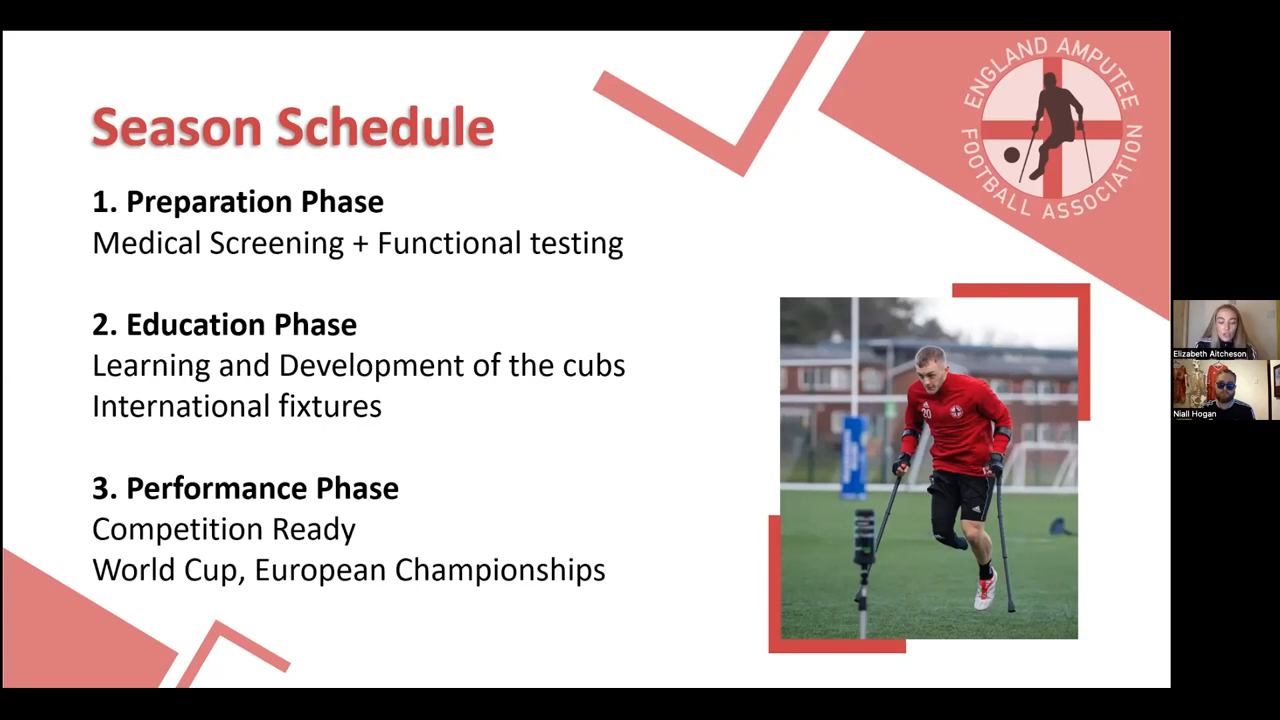 Season Schedule
1. Preparation Phase
Medical Screening + Functional testing
2. Education Phase
Learning and Development of the cubs
International fixtures
3. Performance Phase
Competition Ready
World Cup, European Championships
ENGLAND AMPUTEE
FOOTBALL ASSOCIATION
20
Elizabeth Aitcheson
Niall Hogan